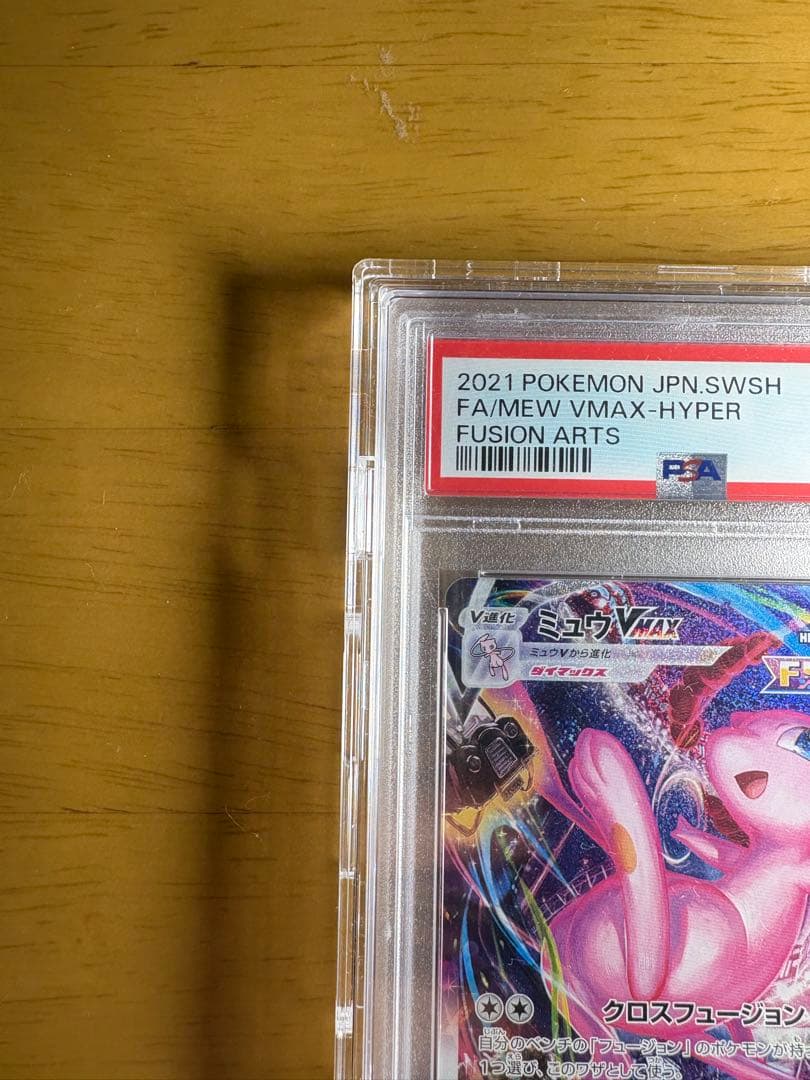 2021 POKEMON JPN.SWSH
FA/MEW VMAX-HYPER
FUSION ARTS
PSA
V進化
ミュウVMAX
ミュウVから進化
ダイマックス
クロスフュージョン
自分のベンチの「フュージョン」のポケモンが持
1つ選び、このワザとして使う。